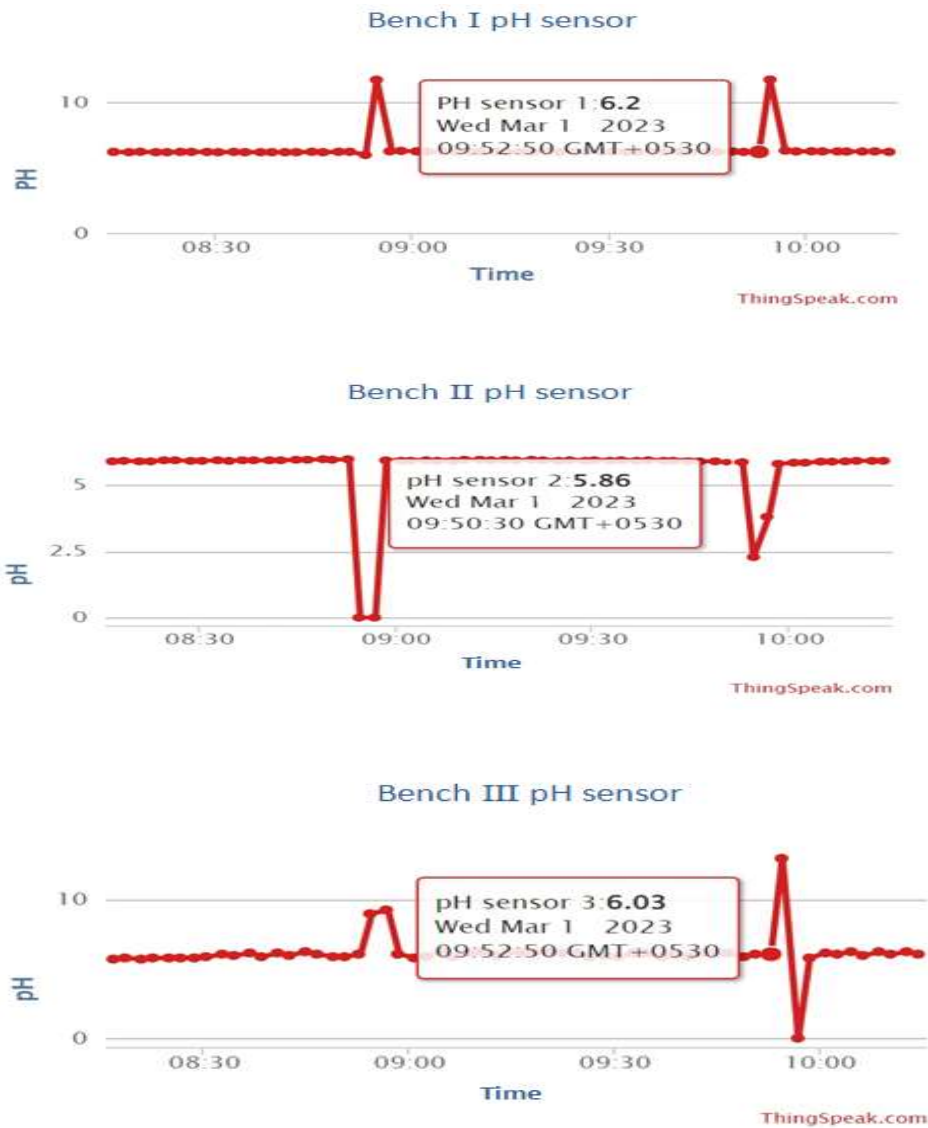 Bench I pH sensor
10
PH sensor 1:6.2
Wed Mar 1 2023
09:52:50 GMT+0530
PH
0
08:30 09:00 09:30 10:00
Time
ThingSpeak.com
Bench II pH sensor
5
pH sensor 2:5.86
Wed Mar 1 2023
09:50:30 GMT+0530
2.5
pH
0
08:30 09:00 09:30 10:00
Time
ThingSpeak.com
Bench III pH sensor
10
pH sensor 3:6.03
Wed Mar 1 2023
09:52:50 GMT+0530
pH
0
08:30 09:00 09:30 10:00
Time
ThingSpeak.com